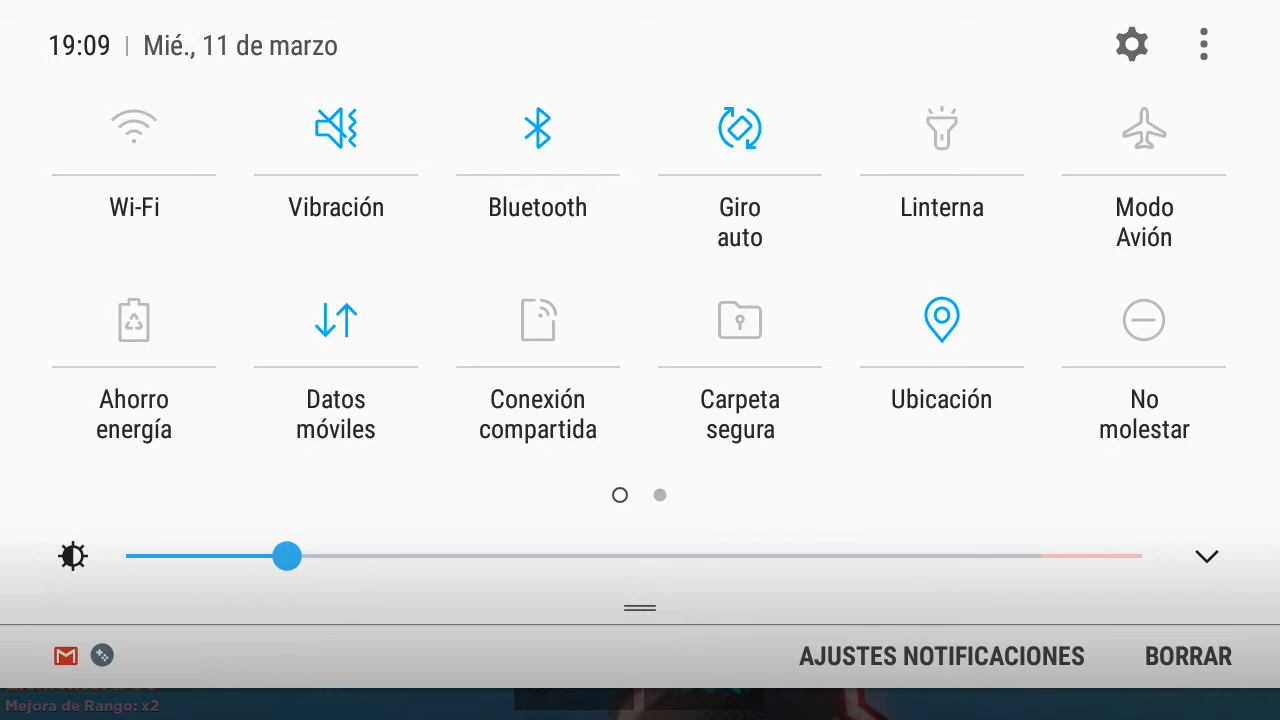 19:09 | Mié., 11 de marzo
Wi-Fi
Vibración
Bluetooth
Giro
auto
Linterna
Modo
Avión
Ahorro
energía
Datos
móviles
Conexión
compartida
Carpeta
segura
Ubicación
No
molestar
AJUSTES NOTIFICACIONES
BORRAR
Mejora de Rango: x2